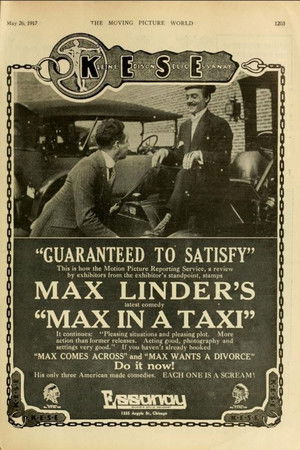 May 26, 1917
THE MOVING PICTURE WORLD
1203
KLEINE EDISON SELIG ESSANAY
"GUARANTEED TO SATISFY"
This is how the Motion Picture Reporting Service, a review
by exhibitors from the exhibitor's standpoint, stamps
MAX LINDER'S
latest comedy
"MAX IN A TAXI"
It continues: "Pleasing situations and pleasing plot. More
action than former releases. Acting good, photography and
settings very good." If you haven't already booked
"MAX COMES ACROSS" and "MAX WANTS A DIVORCE"
Do it now!
His only three American made comedies. EACH ONE IS A SCREAM!
Essanay
1333 Argyle St., Chicago
K·E·S·E
K·E·S·E